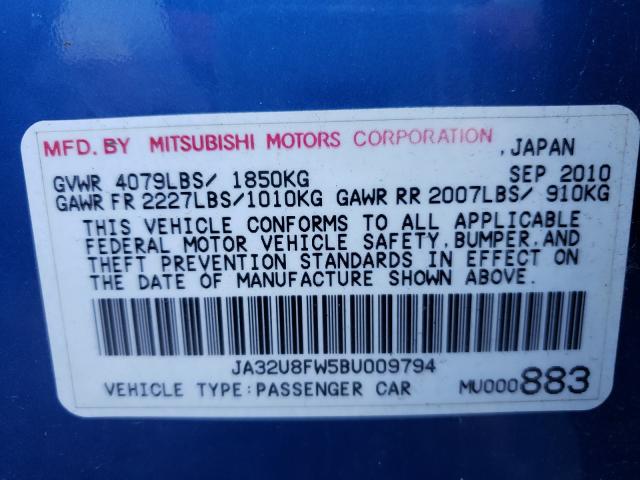 MFD. BY MITSUBISHI MOTORS CORPORATION , JAPAN
GVWR 4079LBS/ 1850KG SEP 2010
GAWR FR 2227LBS/1010KG GAWR RR 2007LBS/ 910KG
THIS VEHICLE CONFORMS TO ALL APPLICABLE
FEDERAL MOTOR VEHICLE SAFETY, BUMPER, AND
THEFT PREVENTION STANDARDS IN EFFECT ON
THE DATE OF MANUFACTURE SHOWN ABOVE.
JA32U8FW5BU009794
VEHICLE TYPE:PASSENGER CAR MU000883